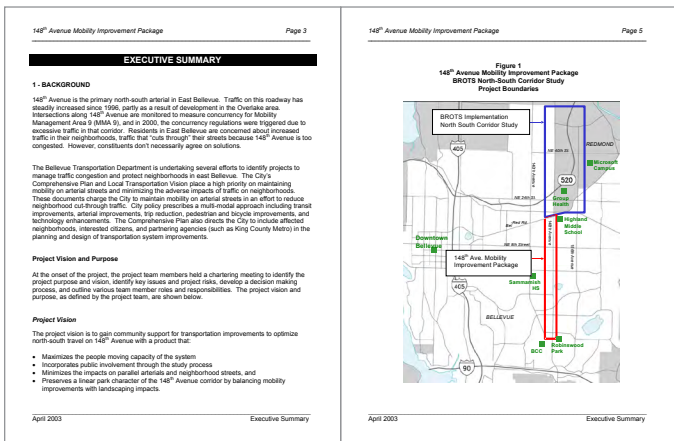 148th Avenue Mobility Improvement Package Page 3
EXECUTIVE SUMMARY
1 - BACKGROUND
148th Avenue is the primary north-south arterial in East Bellevue. Traffic on this roadway has
steadily increased since 1996, partly as a result of development in the Overlake area.
Intersections along 148th Avenue are monitored to measure concurrency for Mobility
Management Area 9 (MMA 9), and in 2000, the concurrency regulations were triggered due to
excessive traffic in that corridor. Residents in East Bellevue are concerned about increased
traffic in their neighborhoods, traffic that "cuts through" their streets because 148th Avenue is too
congested. However, constituents don't necessarily agree on solutions.
The Bellevue Transportation Department is undertaking several efforts to identify projects to
manage traffic congestion and protect neighborhoods in east Bellevue. The City's
Comprehensive Plan and Local Transportation Vision place a high priority on maintaining
mobility on arterial streets and minimizing the adverse impacts of traffic on neighborhoods.
These documents charge the City to maintain mobility on arterial streets in an effort to reduce
neighborhood cut-through traffic. City policy prescribes a multi-modal approach including transit
improvements, arterial improvements, trip reduction, pedestrian and bicycle improvements, and
technology enhancements. The Comprehensive Plan also directs the City to include affected
neighborhoods, interested citizens, and partnering agencies (such as King County Metro) in the
planning and design of transportation system improvements.
Project Vision and Purpose
At the onset of the project, the project team members held a chartering meeting to identify the
project purpose and vision, identify key issues and project risks, develop a decision making
process, and outline various team member roles and responsibilities. The project vision and
purpose, as defined by the project team, are shown below.
Project Vision
The project vision is to gain community support for transportation improvements to optimize
north-south travel on 148th Avenue with a product that:
• Maximizes the people moving capacity of the system
• Incorporates public involvement through the study process
• Minimizes the impacts on parallel arterials and neighborhood streets, and
• Preserves a linear park character of the 148th Avenue corridor by balancing mobility
improvements with landscaping impacts.
April 2003 Executive Summary
148th Avenue Mobility Improvement Package Page 5
Figure 1
148th Avenue Mobility Improvement Package
BROTS North-South Corridor Study
Project Boundaries
BROTS Implementation
North South Corridor Study
405
REDMOND
NE 40th St
Microsoft
Campus
520
NE 24th St
Group
Health
Bel Red Rd.
Highland
Middle
School
NE 8th Street
Downtown
Bellevue
148th Ave. Mobility
Improvement Package
Sammamish
HS
405
BELLEVUE
BCC
Robinswood
Park
90
April 2003 Executive Summary